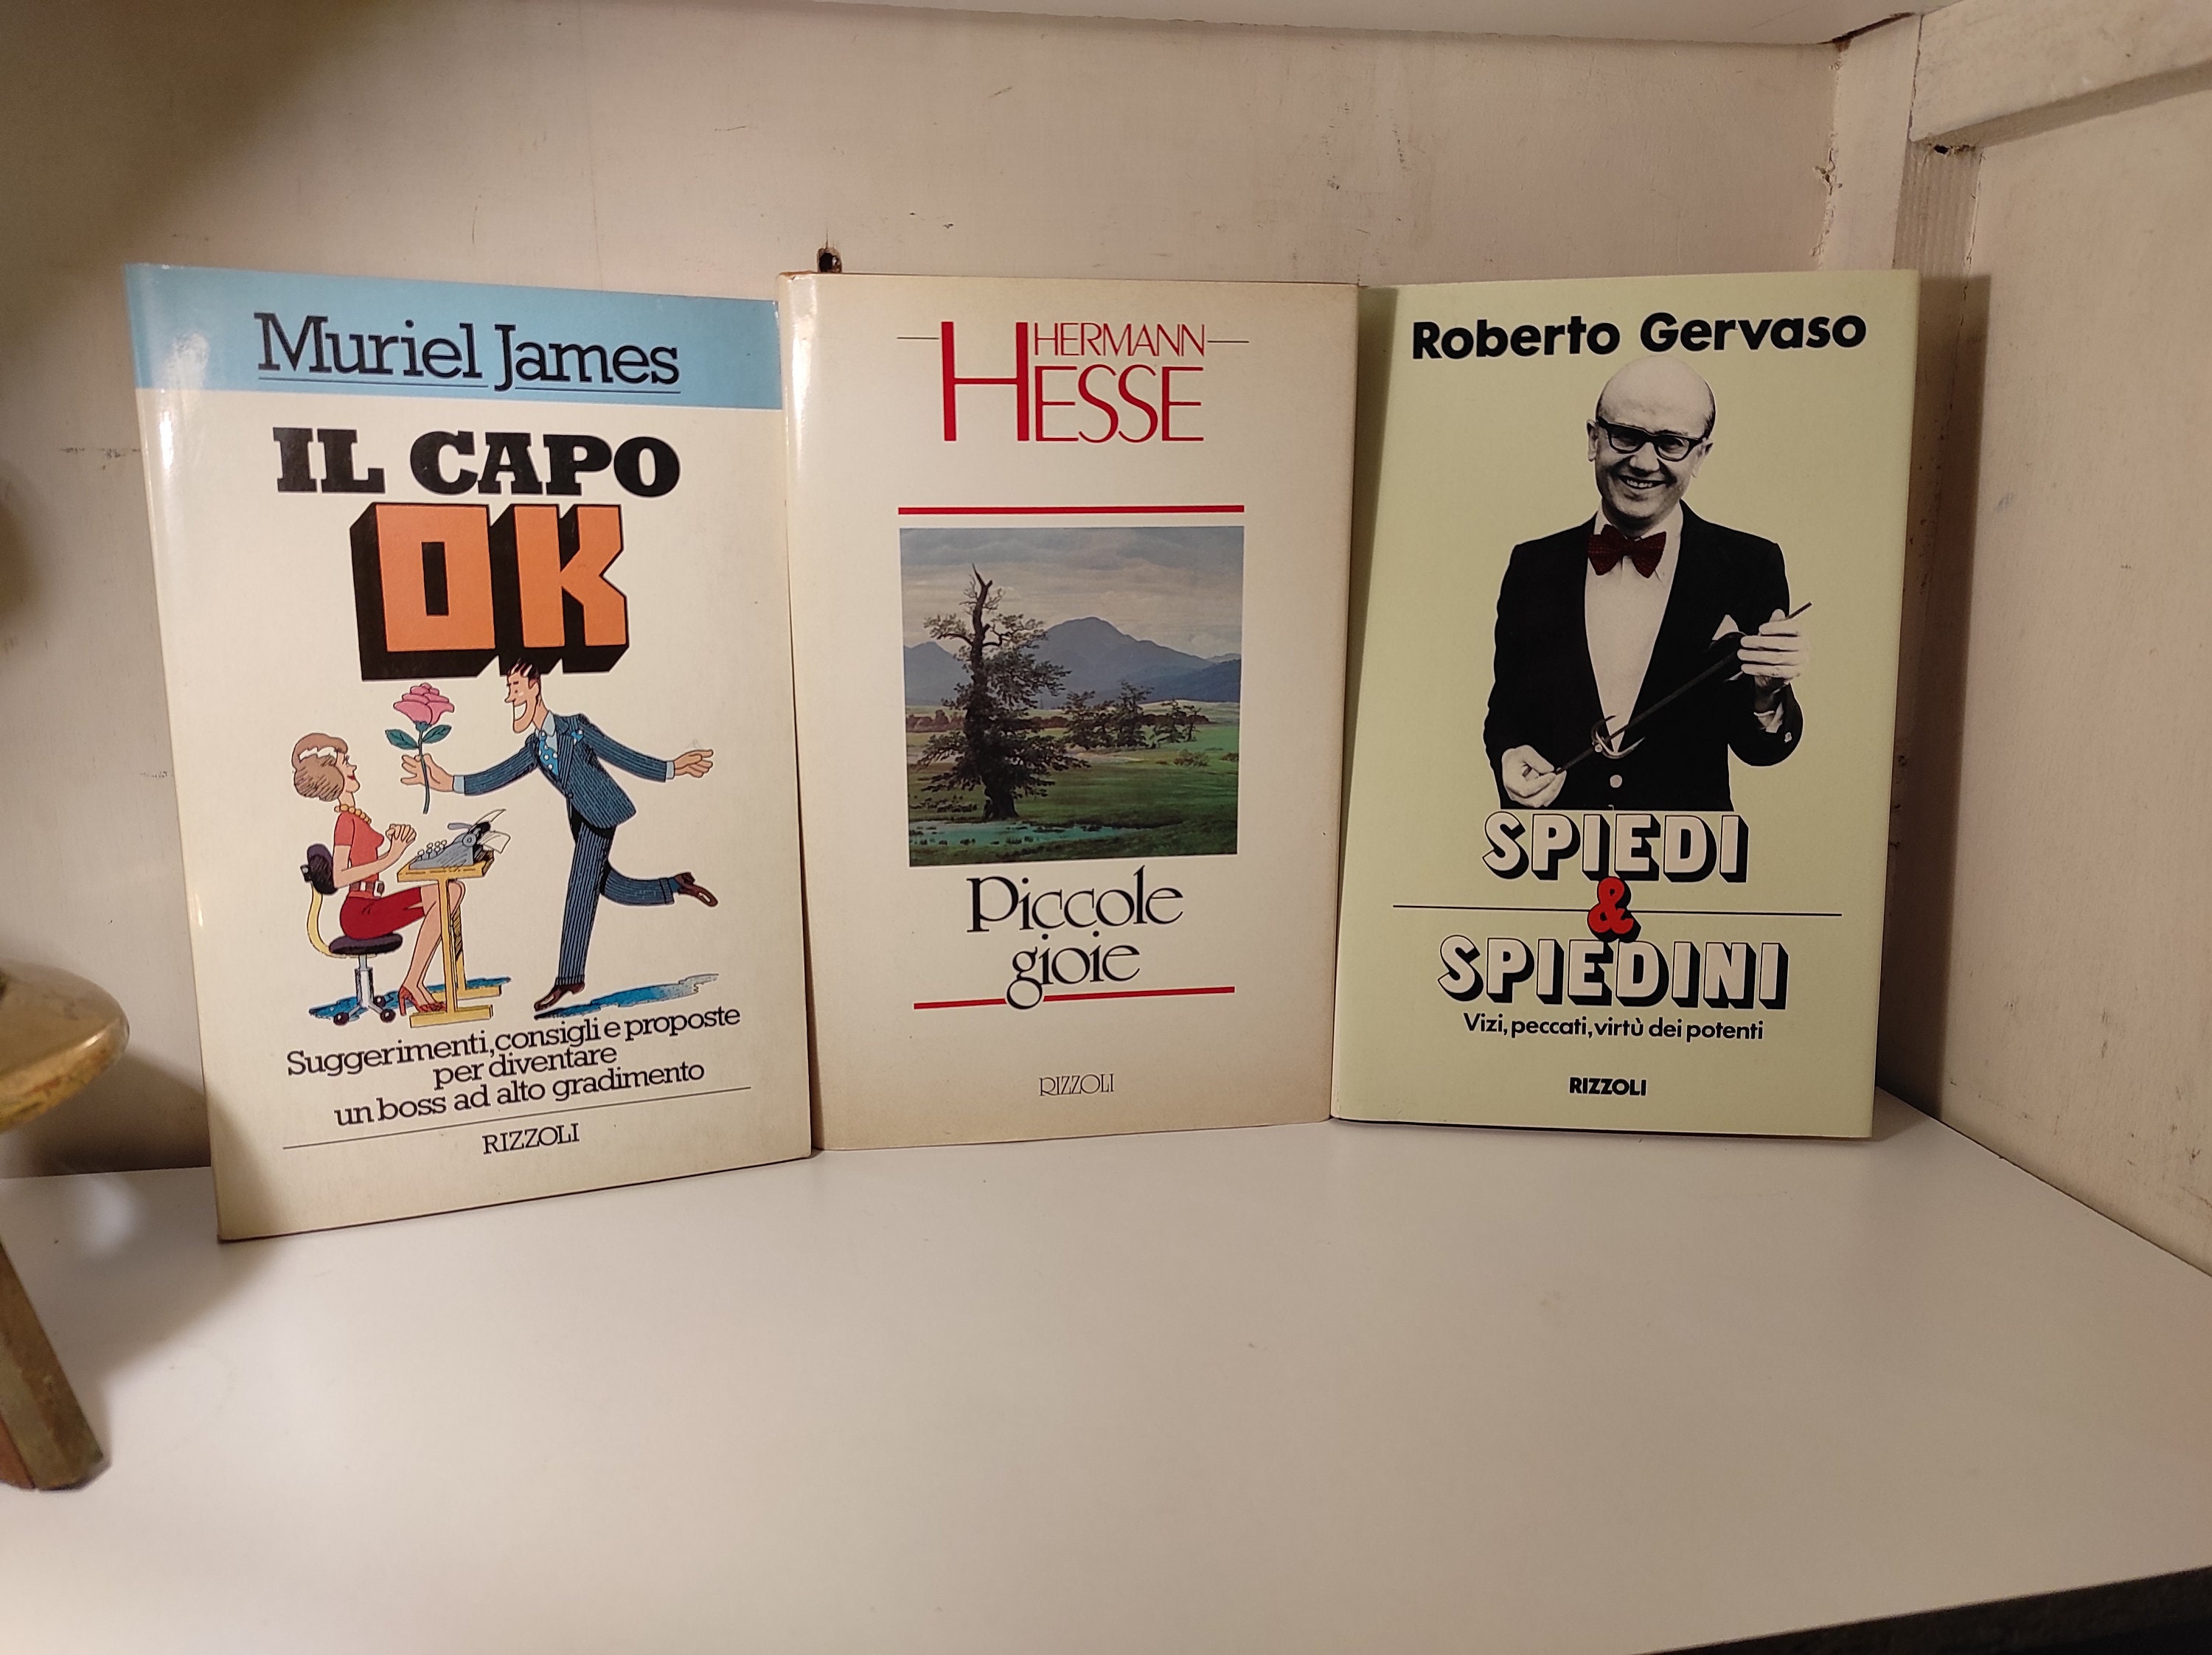 Muriel James
IL CAPO
OK
Suggerimenti, consigli e proposte
per diventare
un boss ad alto gradimento
RIZZOLI
HERMANN
HESSE
Piccole
gioie
RIZZOLI
Roberto Gervaso
SPIEDI
&
SPIEDINI
Vizi, peccati, virtù dei potenti
RIZZOLI